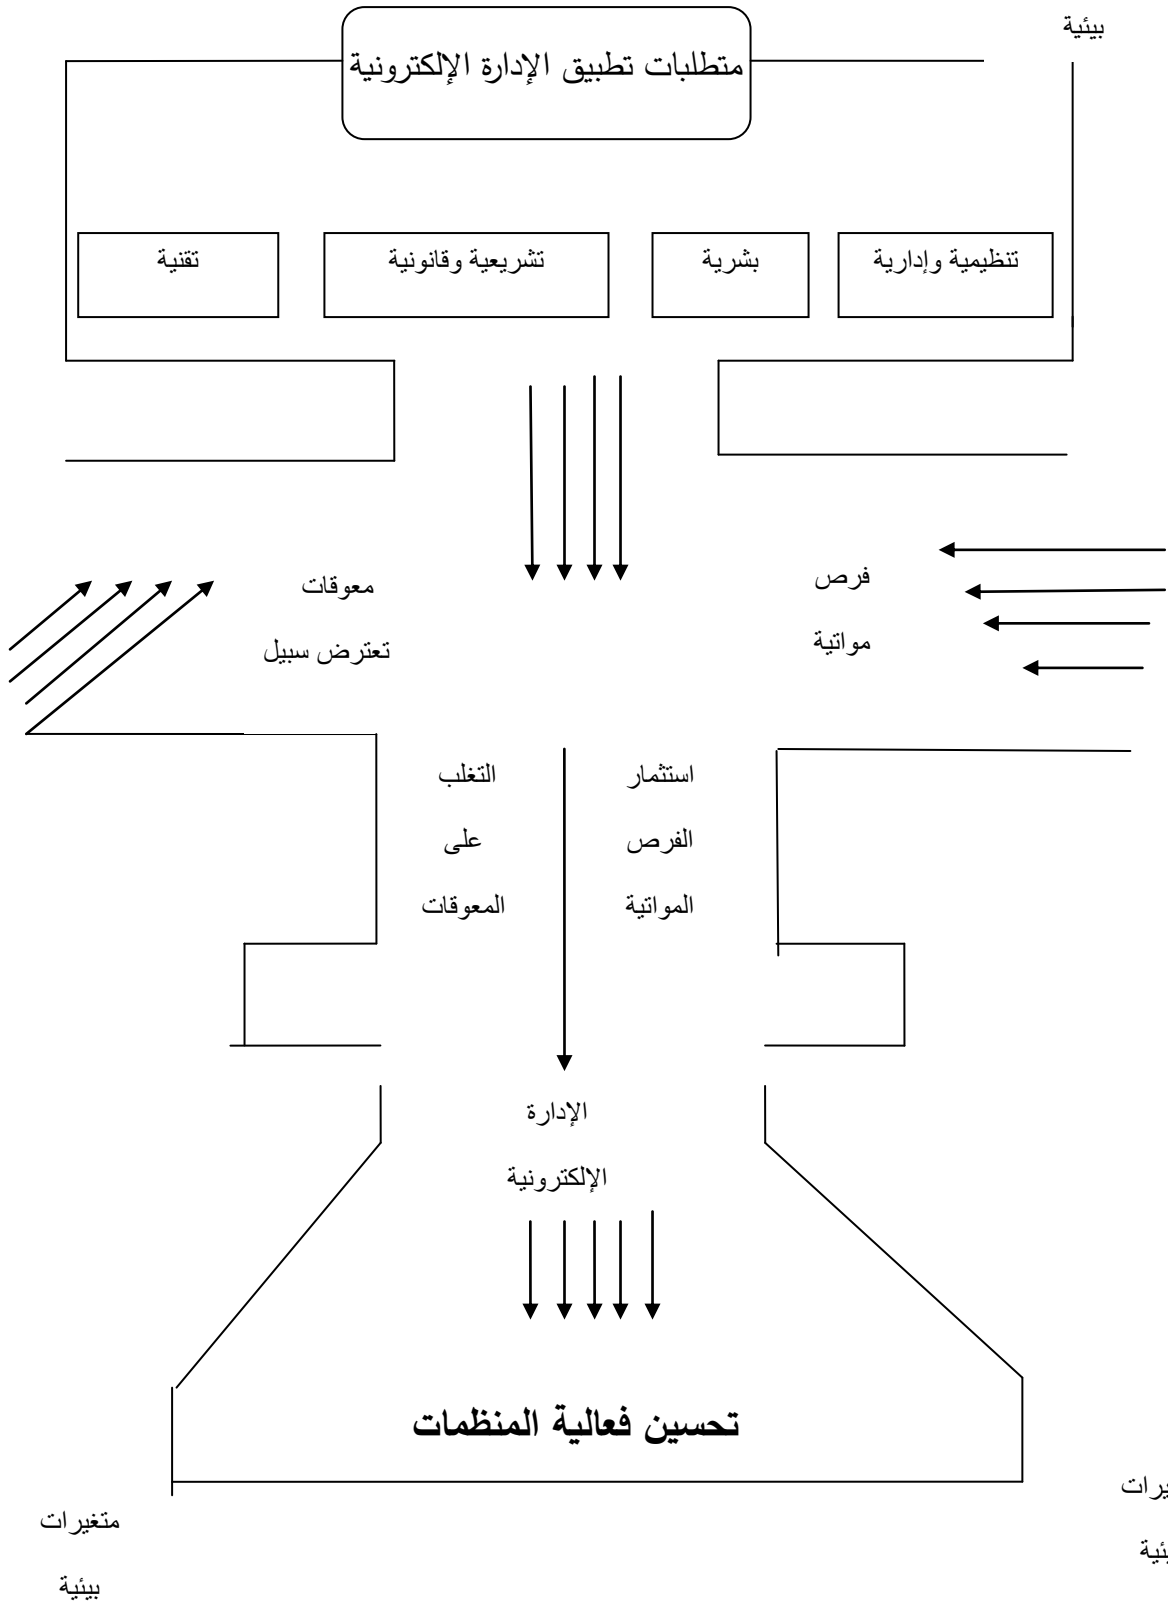 بيئية
متطلبات تطبيق الإدارة الإلكترونية
تنظيمية وإدارية
بشرية
تشريعية وقانونية
تقنية
فرص
مواتية
معوقات
تعترض سبيل
استثمار
الفرص
المواتية
التغلب
على
المعوقات
الإدارة
الإلكترونية
تحسين فعالية المنظمات
متغيرات
بيئية